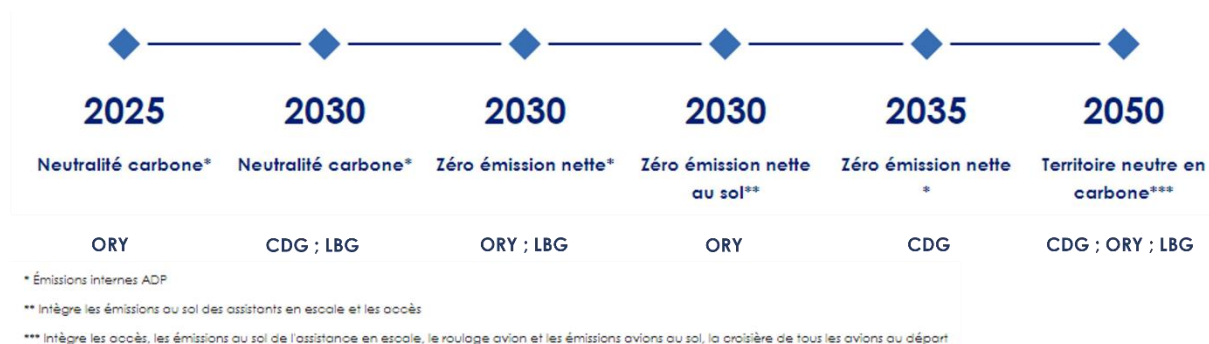 2025 2030 2030 2030 2035 2050
Neutralité carbone* Neutralité carbone* Zéro émission nette* Zéro émission nette Zéro émission nette Territoire neutre en
au sol** * carbone***
ORY CDG ; LBG ORY ; LBG ORY CDG CDG ; ORY ; LBG
* Émissions internes ADP
** Intègre les émissions au sol des assistants en escale et les accès
*** Intègre les accès, les émissions au sol de l'assistance en escale, le roulage avion et les émissions avions au sol, la croisière de tous les avions au départ